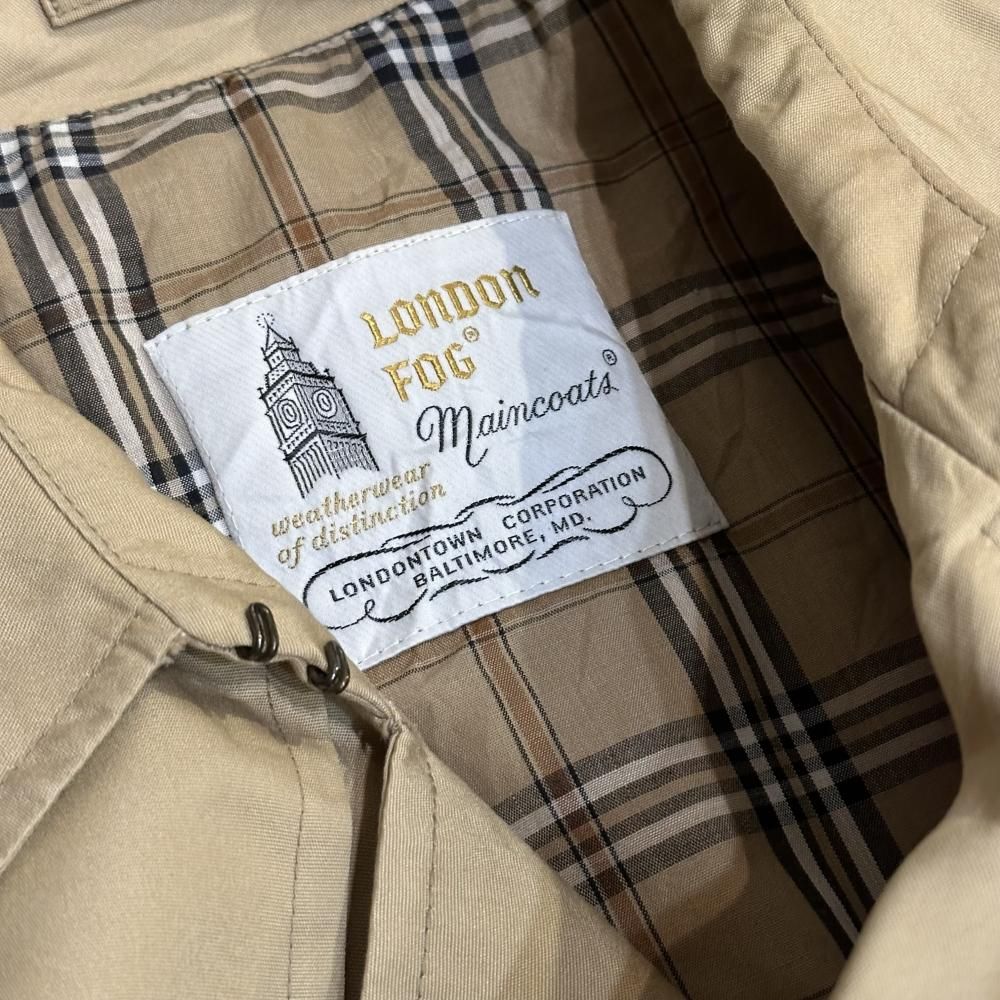 LONDON
FOG®
Maincoats®
weatherwear
of distinction
LONDONTOWN CORPORATION
BALTIMORE, MD.